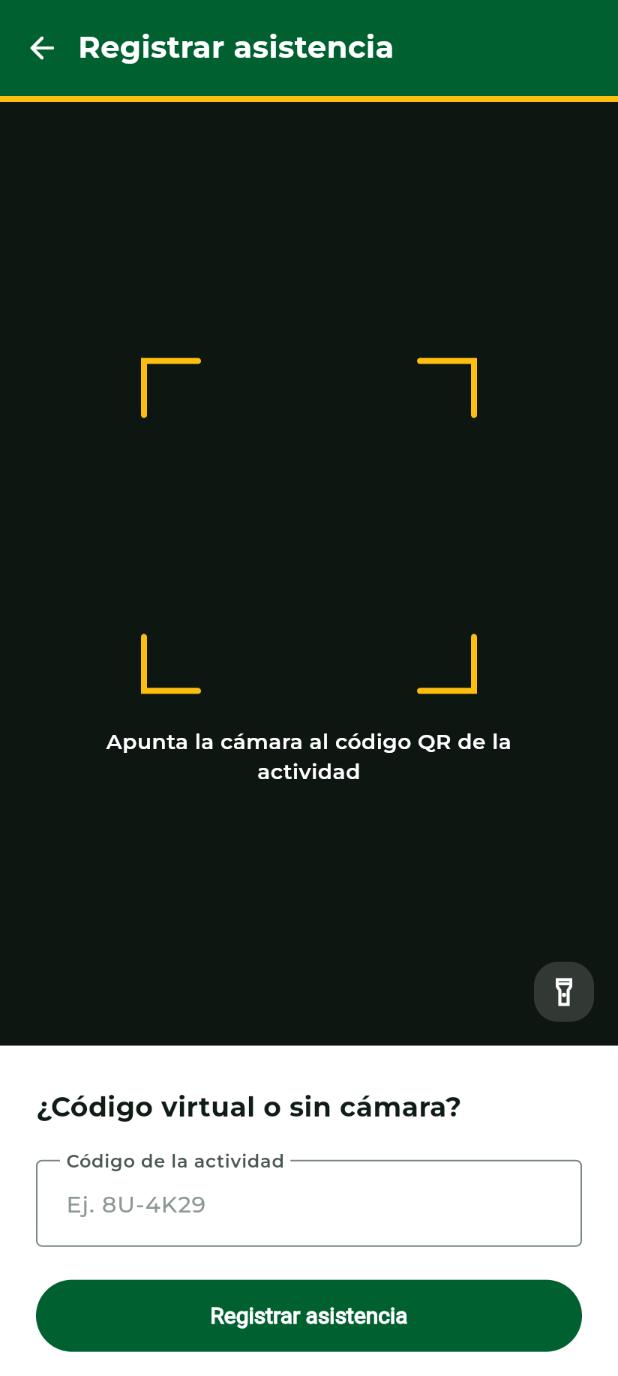 Registrar asistencia
Apunta la cámara al código QR de la
actividad
¿Código virtual o sin cámara?
Código de la actividad
Ej. 8U-4K29
Registrar asistencia